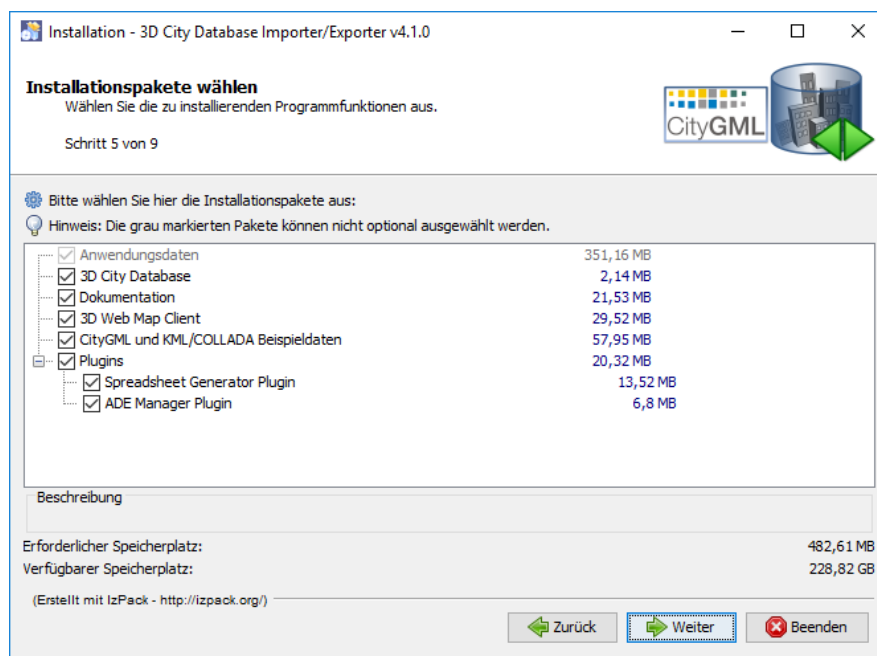 Installation - 3D City Database Importer/Exporter v4.1.0
Installationspakete wählen
Wählen Sie die zu installierenden Programmfunktionen aus.
Schritt 5 von 9
CityGML
Bitte wählen Sie hier die Installationspakete aus:
Hinweis: Die grau markierten Pakete können nicht optional ausgewählt werden.
Anwendungsdaten 351,16 MB
3D City Database 2,14 MB
Dokumentation 21,53 MB
3D Web Map Client 29,52 MB
CityGML und KML/COLLADA Beispieldaten 57,95 MB
Plugins 20,32 MB
Spreadsheet Generator Plugin 13,52 MB
ADE Manager Plugin 6,8 MB
Beschreibung
Erforderlicher Speicherplatz: 482,61 MB
Verfügbarer Speicherplatz: 228,82 GB
(Erstellt mit IzPack - http://izpack.org/)
Zurück Weiter Beenden